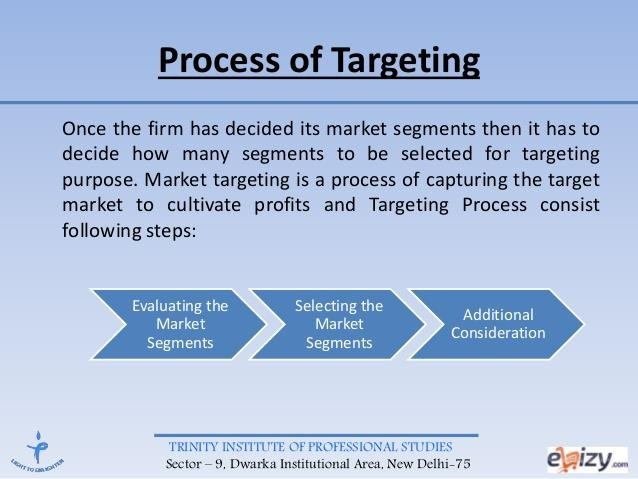 Process of Targeting
Once the firm has decided its market segments then it has to
decide how many segments to be selected for targeting
purpose. Market targeting is a process of capturing the target
market to cultivate profits and Targeting Process consist
following steps:
Evaluating the
Market
Segments
Selecting the
Market
Segments
Additional
Consideration
LIGHT TO ENLIGHTEN
TRINITY INSTITUTE OF PROFESSIONAL STUDIES
Sector – 9, Dwarka Institutional Area, New Delhi-75